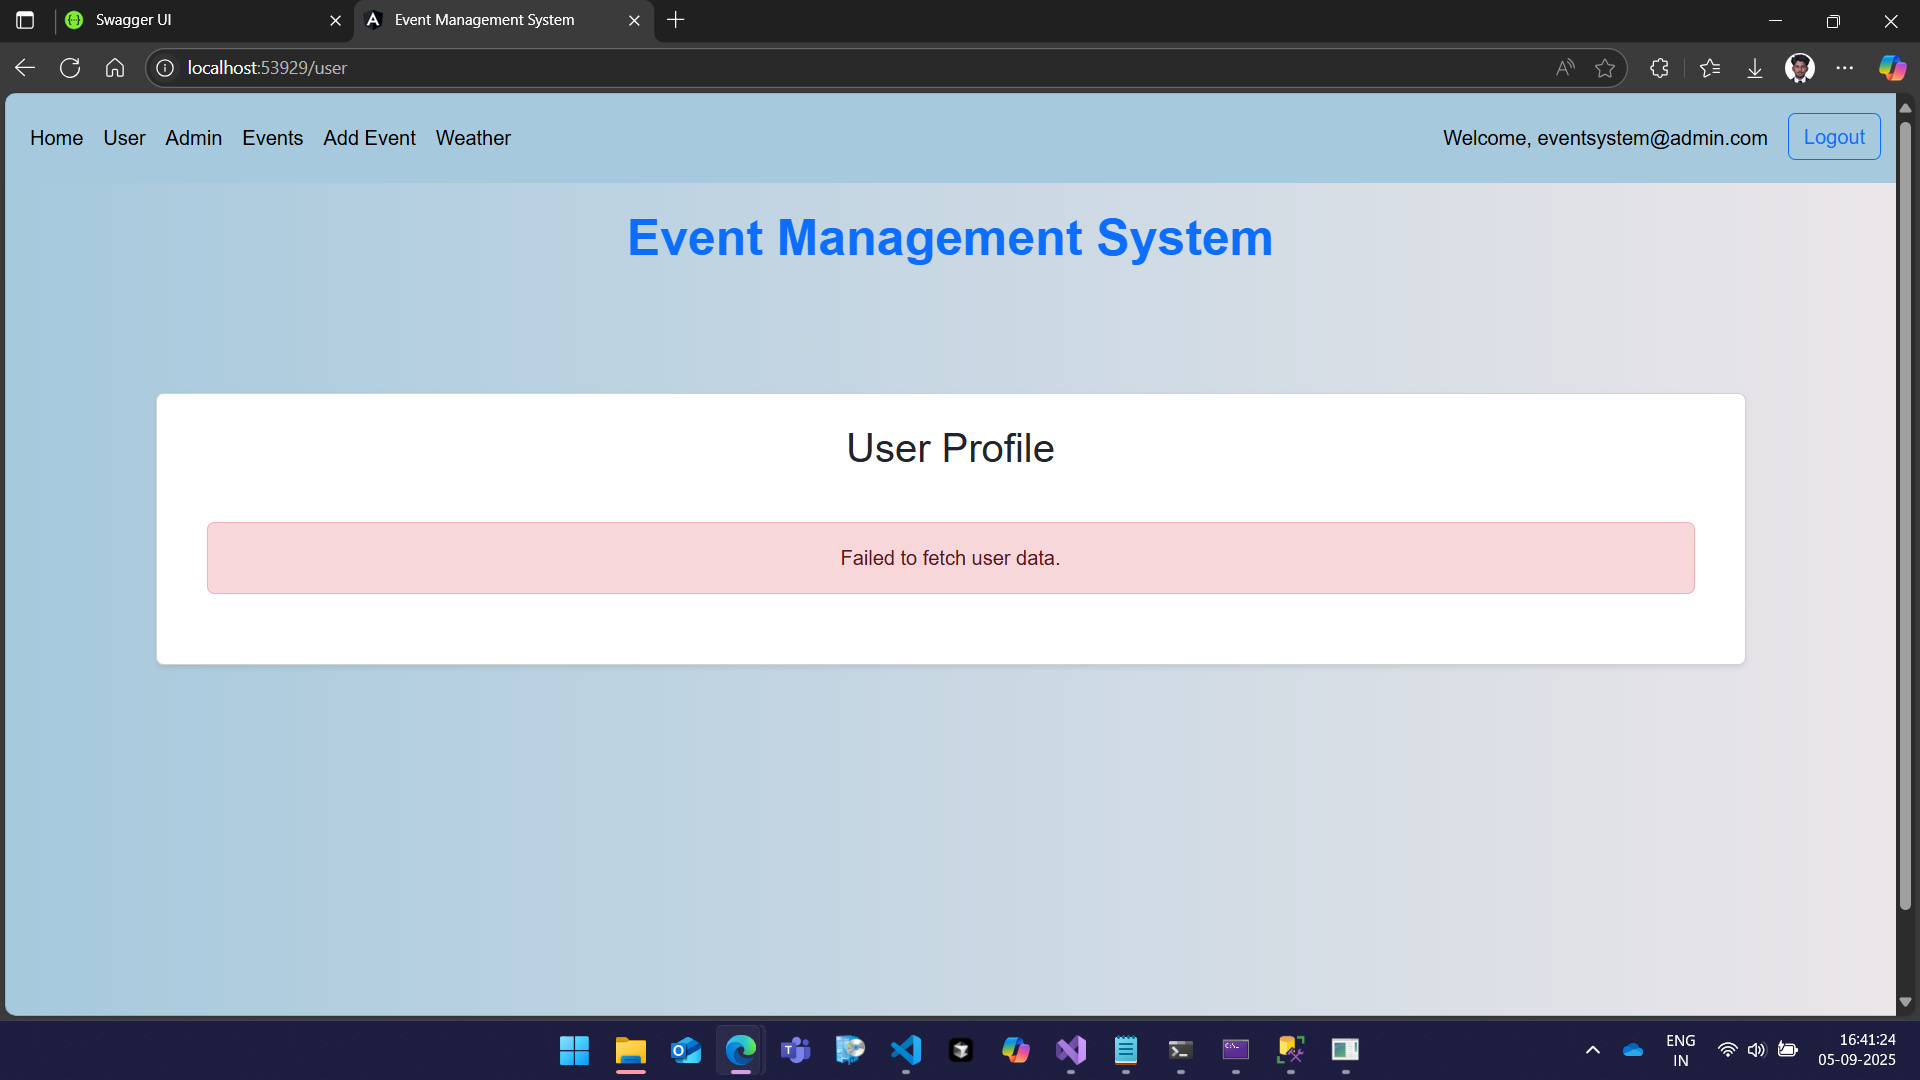 Swagger UI
Event Management System
localhost:53929/user
Home User Admin Events Add Event Weather
Welcome, eventsystem@admin.com Logout
Event Management System
User Profile
Failed to fetch user data.
ENG
IN
16:41:24
05-09-2025